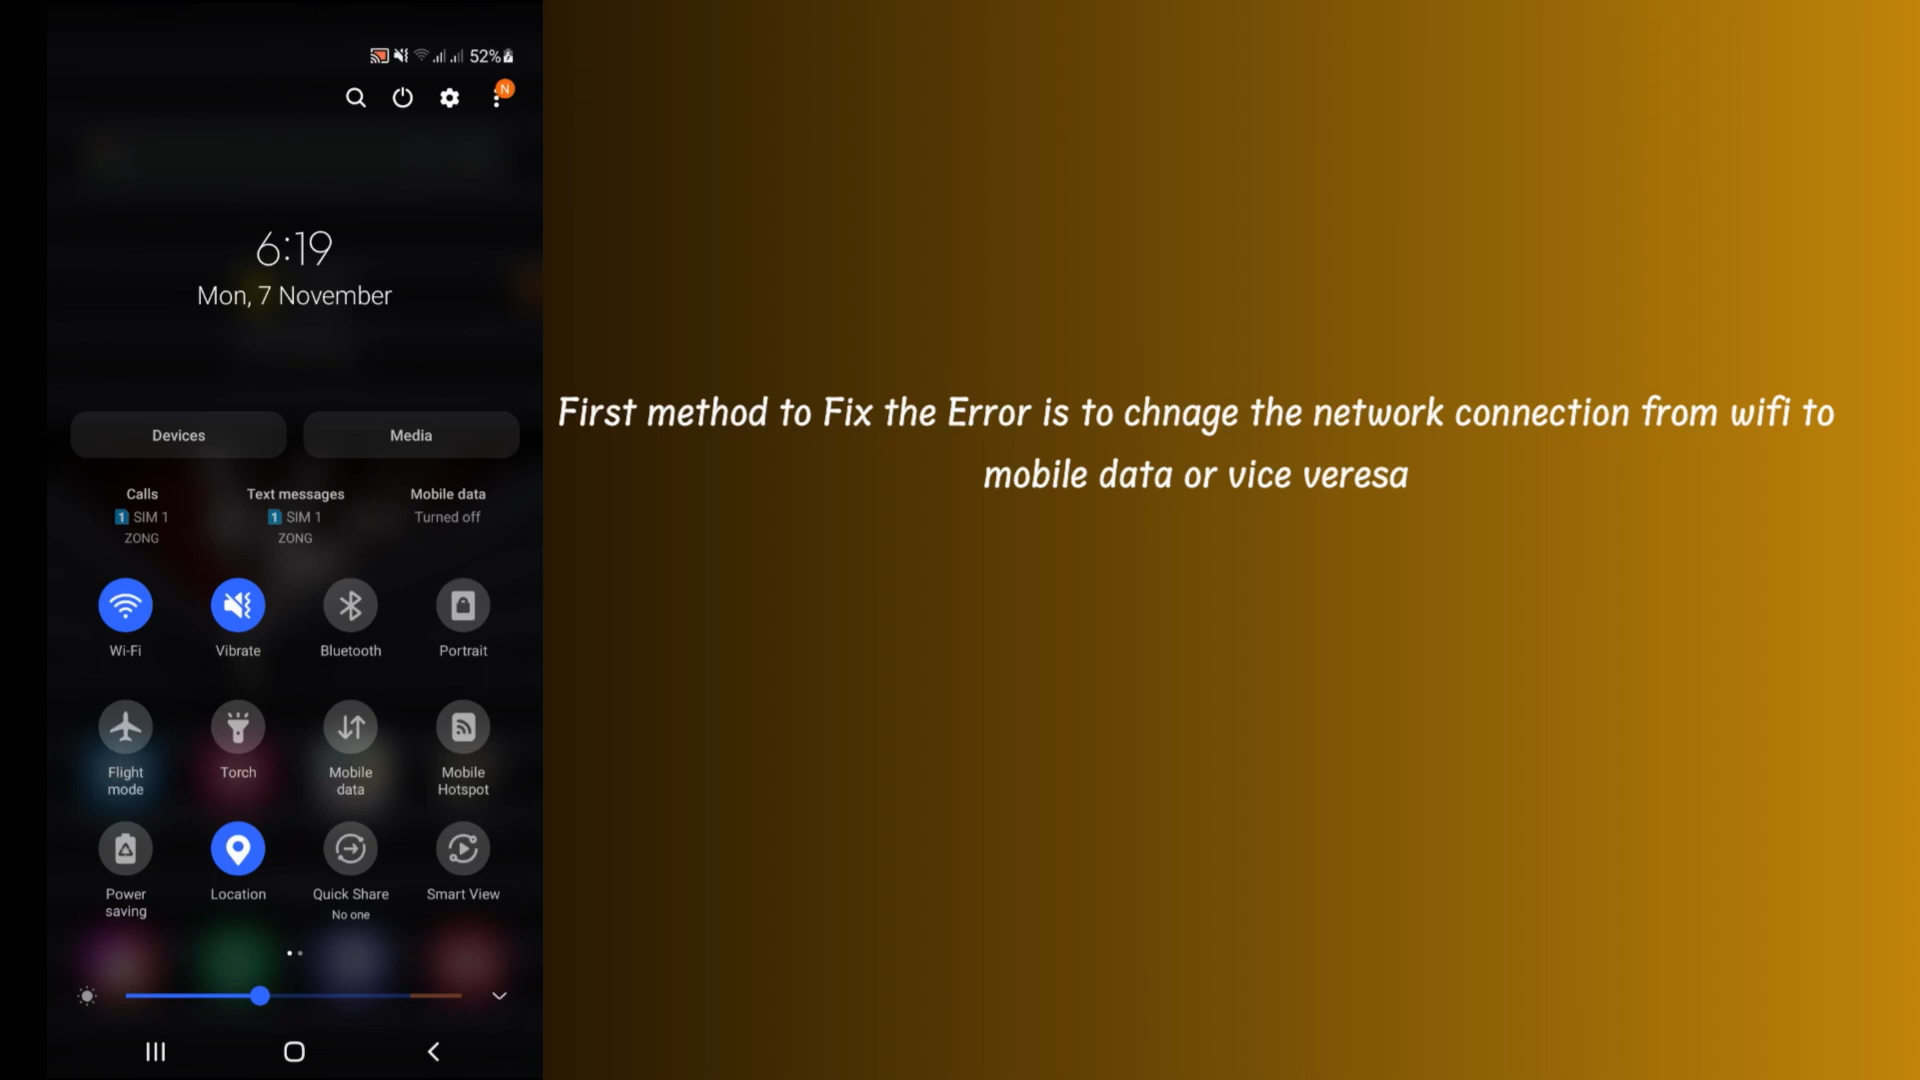 52%
N
6:19
Mon, 7 November
Devices
Media
Calls
1 SIM 1
ZONG
Text messages
1 SIM 1
ZONG
Mobile data
Turned off
Wi-Fi
Vibrate
Bluetooth
Portrait
Flight
mode
Torch
Mobile
data
Mobile
Hotspot
Power
saving
Location
Quick Share
No one
Smart View
First method to Fix the Error is to chnage the network connection from wifi to
mobile data or vice veresa